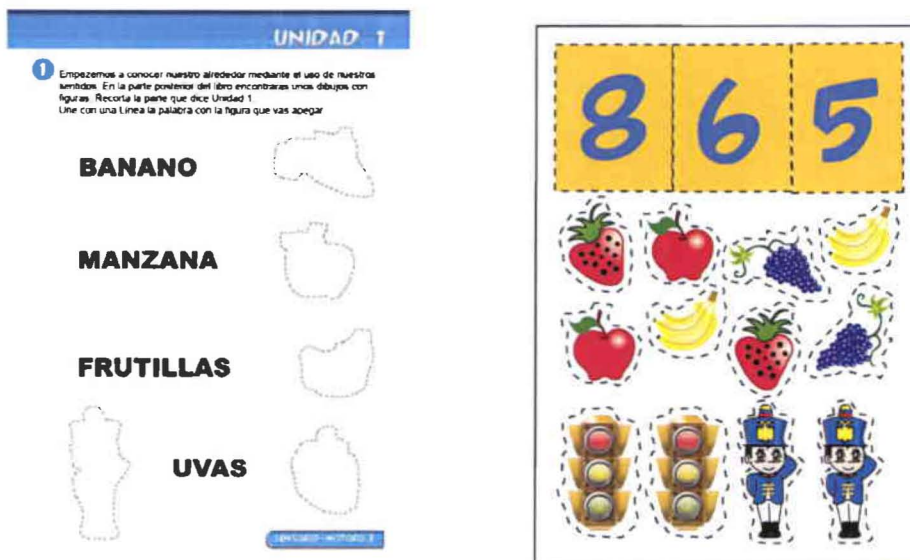 UNIDAD 1
1
Empezemos a conocer nuestro alrededor mediante el uso de nuestros
sentidos. En la parte posterior del libro encontraras unos dibujos con
figuras. Recorta la parte que dice Unidad 1.
Une con una Linea la palabra con la figura que vas apegar
BANANO
MANZANA
FRUTILLAS
UVAS
8 6 5